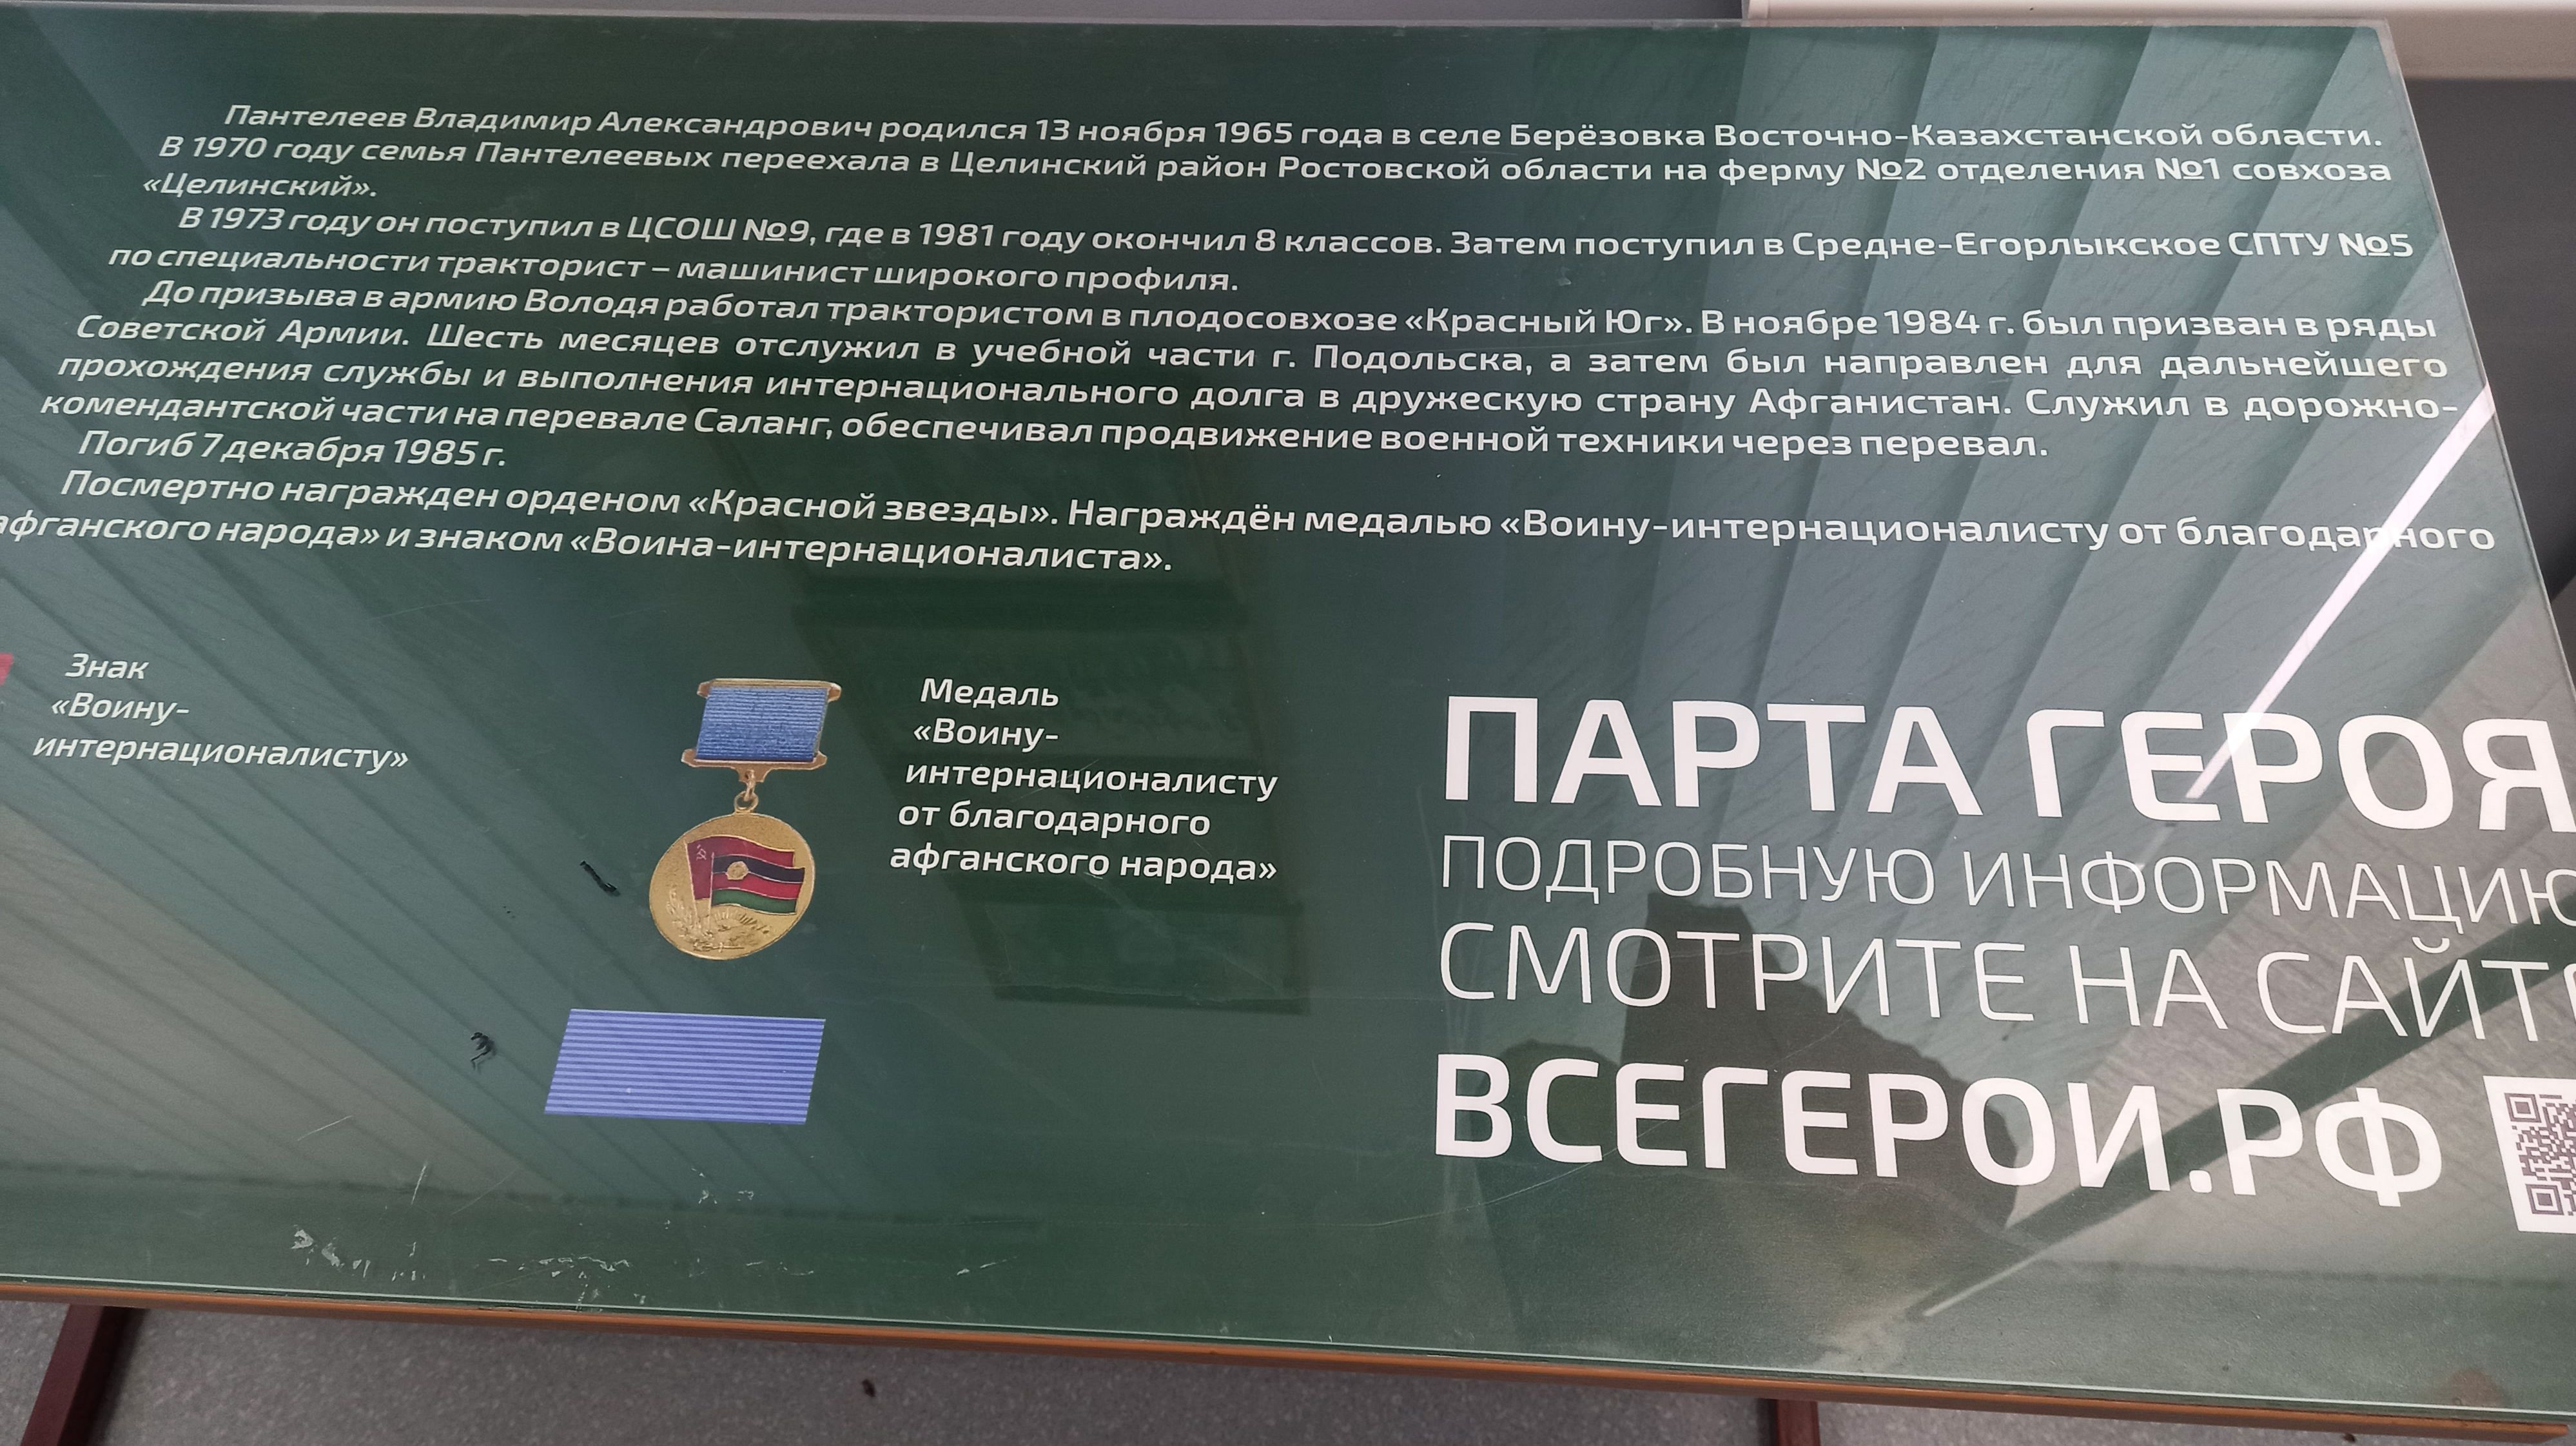 Пантелеев Владимир Александрович родился 13 ноября 1965 года в селе Берёзовка Восточно-Казахстанской области.
В 1970 году семья Пантелеевых переехала в Целинский район Ростовской области на ферму №2 отделения №1 совхоза
«Целинский».
В 1973 году он поступил в ЦСОШ №9, где в 1981 году окончил 8 классов. Затем поступил в Средне-Егорлыкское СПТУ №5
по специальности тракторист – машинист широкого профиля.
До призыва в армию Володя работал трактористом в плодосовхозе «Красный Юг». В ноябре 1984 г. был призван в ряды
Советской Армии. Шесть месяцев отслужил в учебной части г. Подольска, а затем был направлен для дальнейшего
прохождения службы и выполнения интернационального долга в дружескую страну Афганистан. Служил в дорожно-
комендантской части на перевале Саланг, обеспечивал продвижение военной техники через перевал.
Погиб 7 декабря 1985 г.
Посмертно награжден орденом «Красной звезды». Награждён медалью «Воину-интернационалисту от благодарного
афганского народа» и знаком «Воина-интернационалиста».
Знак
«Воину-
интернационалисту»
Медаль
«Воину-
интернационалисту
от благодарного
афганского народа»
ПАРТА ГЕРОЯ
ПОДРОБНУЮ ИНФОРМАЦИЮ
СМОТРИТЕ НА САЙТЕ
ВСЕГЕРОИ.РФ